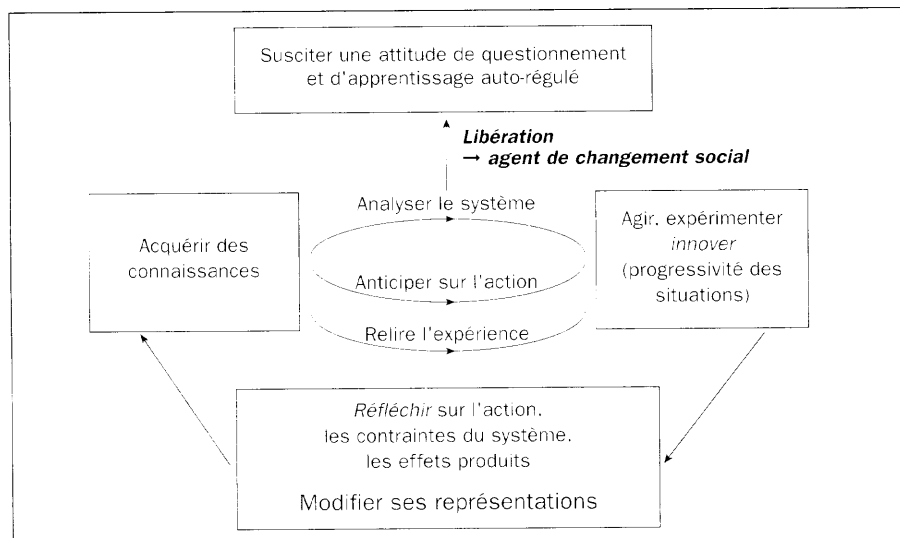 Susciter une attitude de questionnement
et d'apprentissage auto-régulé
Libération
→ agent de changement social
Analyser le système
Acquérir des
connaissances
Anticiper sur l'action
Relire l'expérience
Agir, expérimenter
innover
(progressivité des
situations)
Réfléchir sur l'action,
les contraintes du système,
les effets produits
Modifier ses représentations